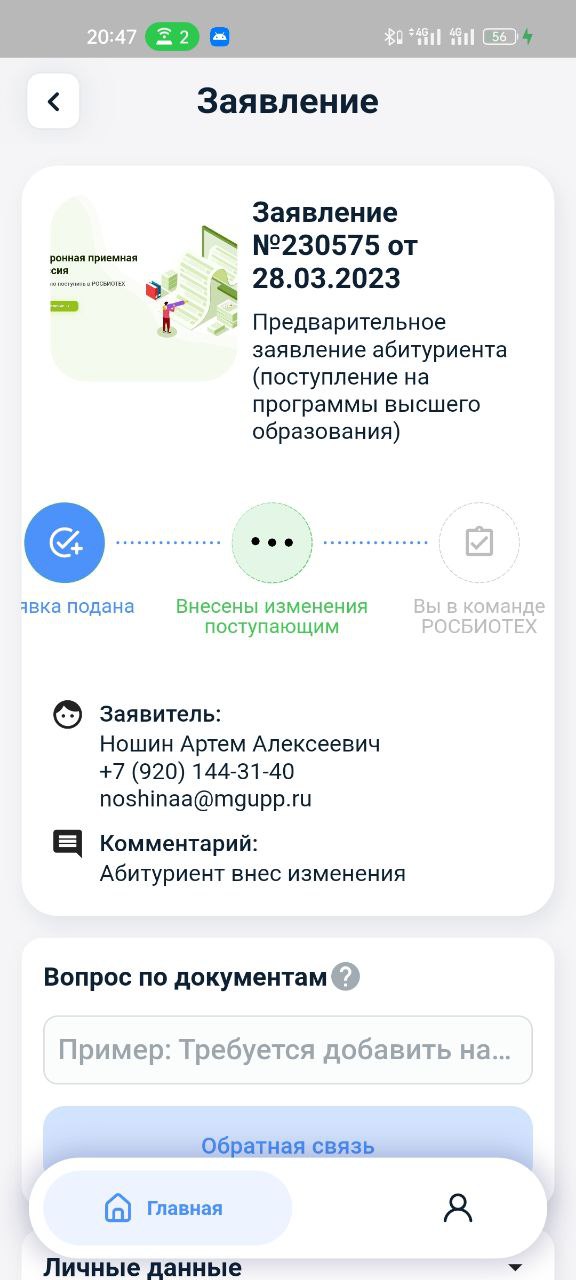 20:47
2
4G
4G
56
Заявление
ронная приемная
сия
Заявление
№230575 от
28.03.2023
Предварительное
заявление абитуриента
(поступление на
программы высшего
образования)
явка подана
Внесены изменения
поступающим
Вы в команде
РОСБИОТЕХ
Заявитель:
Ношин Артем Алексеевич
+7 (920) 144-31-40
noshinaa@mgupp.ru
Комментарий:
Абитуриент внес изменения
Вопрос по документам ?
Пример: Требуется добавить на...
Обратная связь
Главная
Личные данные